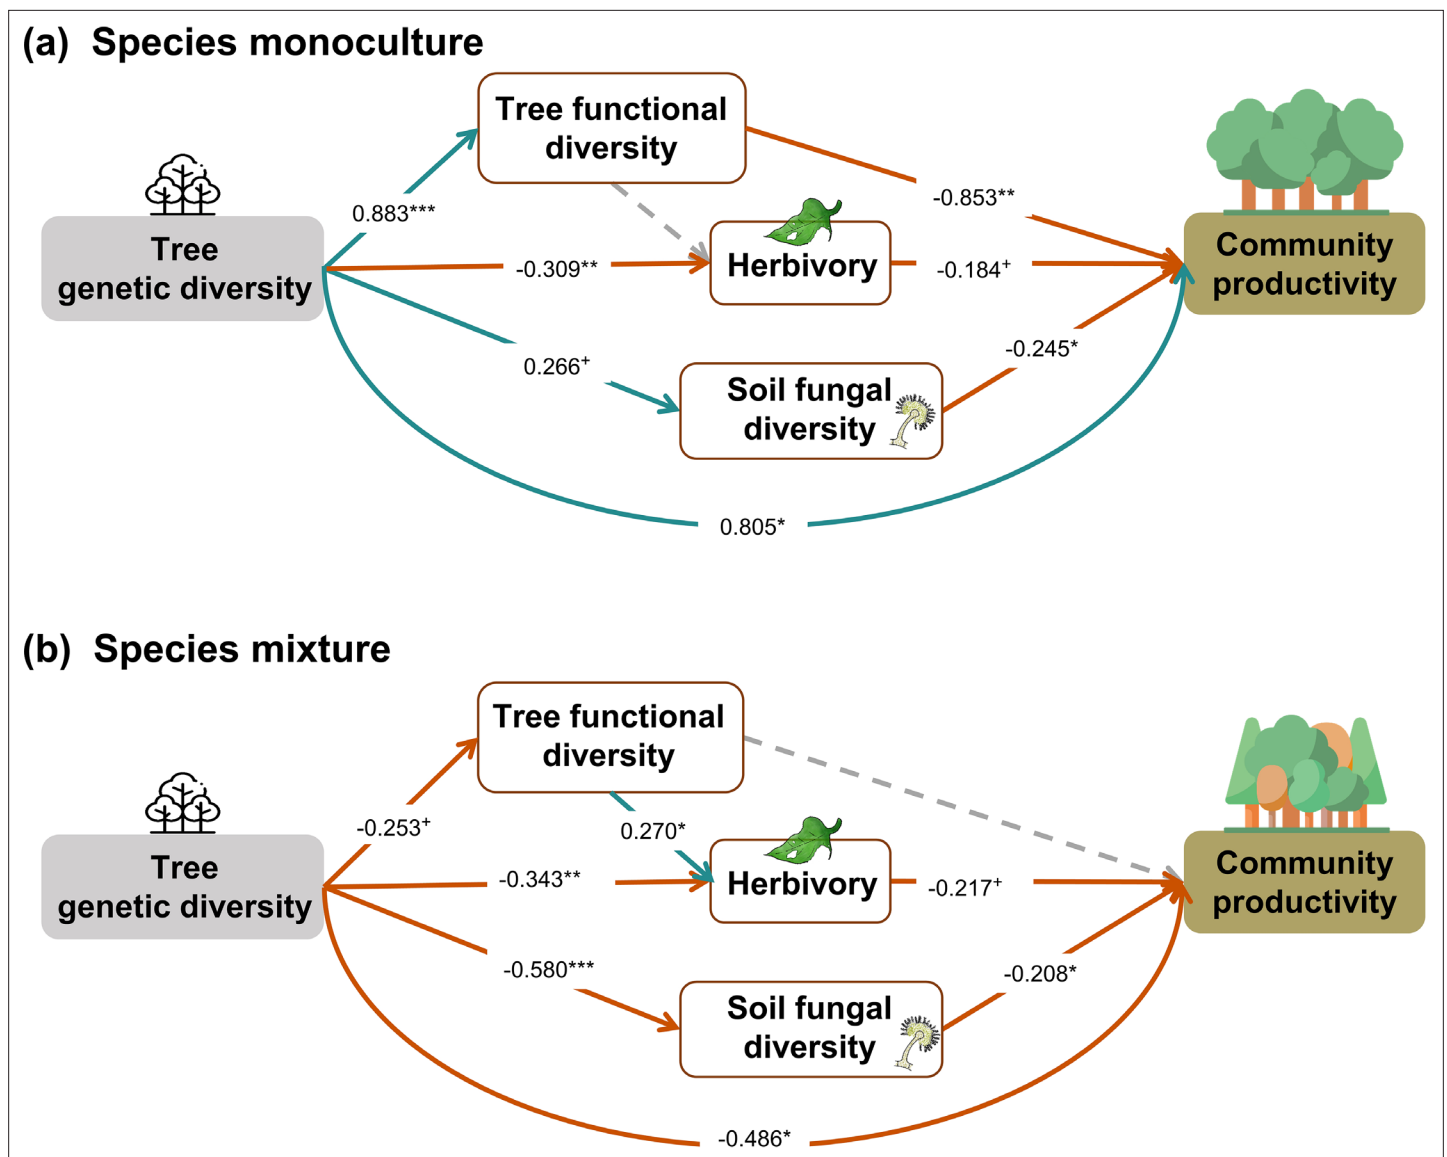 (a) Species monoculture
Tree functional
diversity
0.883***
-0.853**
Tree
genetic diversity
-0.309**
Herbivory
-0.184+
Community
productivity
0.266+
-0.245*
Soil fungal
diversity
0.805*
(b) Species mixture
Tree functional
diversity
-0.253+
0.270*
Tree
genetic diversity
-0.343**
Herbivory
-0.217+
Community
productivity
-0.580***
-0.208*
Soil fungal
diversity
-0.486*